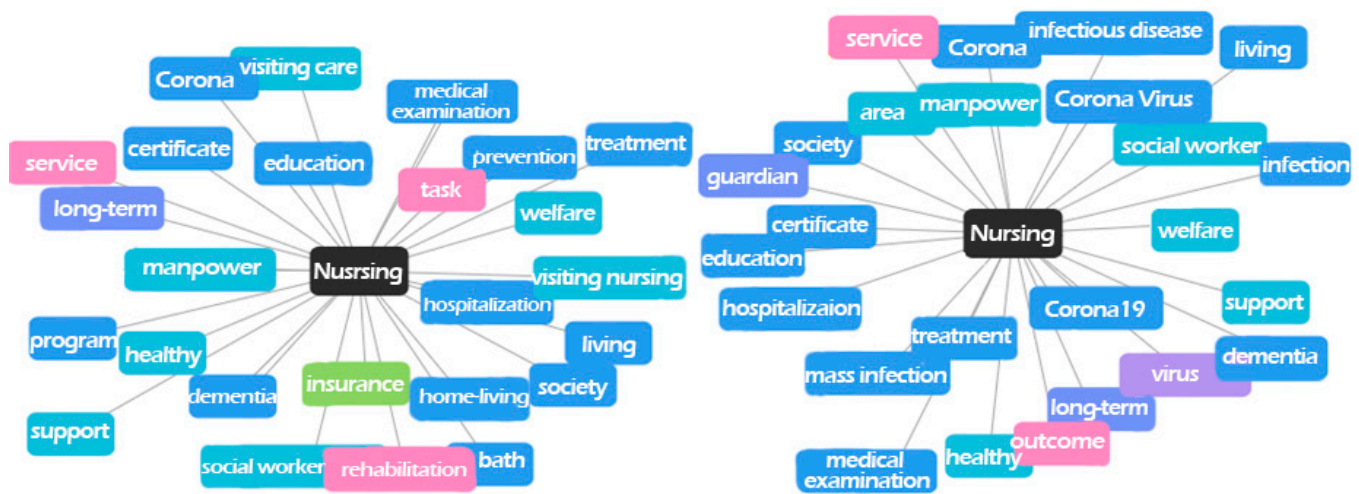 Corona
visiting care
medical
examination
service
certificate
education
prevention
treatment
task
long-term
welfare
manpower
Nusrsing
visiting nursing
hospitalization
program
healthy
living
dementia
insurance
home-living
society
support
social worker
rehabilitation
bath
service
Corona
infectious disease
living
area
manpower
Corona Virus
society
social worker
infection
guardian
certificate
Nursing
welfare
education
hospitalizaion
Corona19
support
treatment
dementia
mass infection
virus
long-term
outcome
healthy
medical
examination